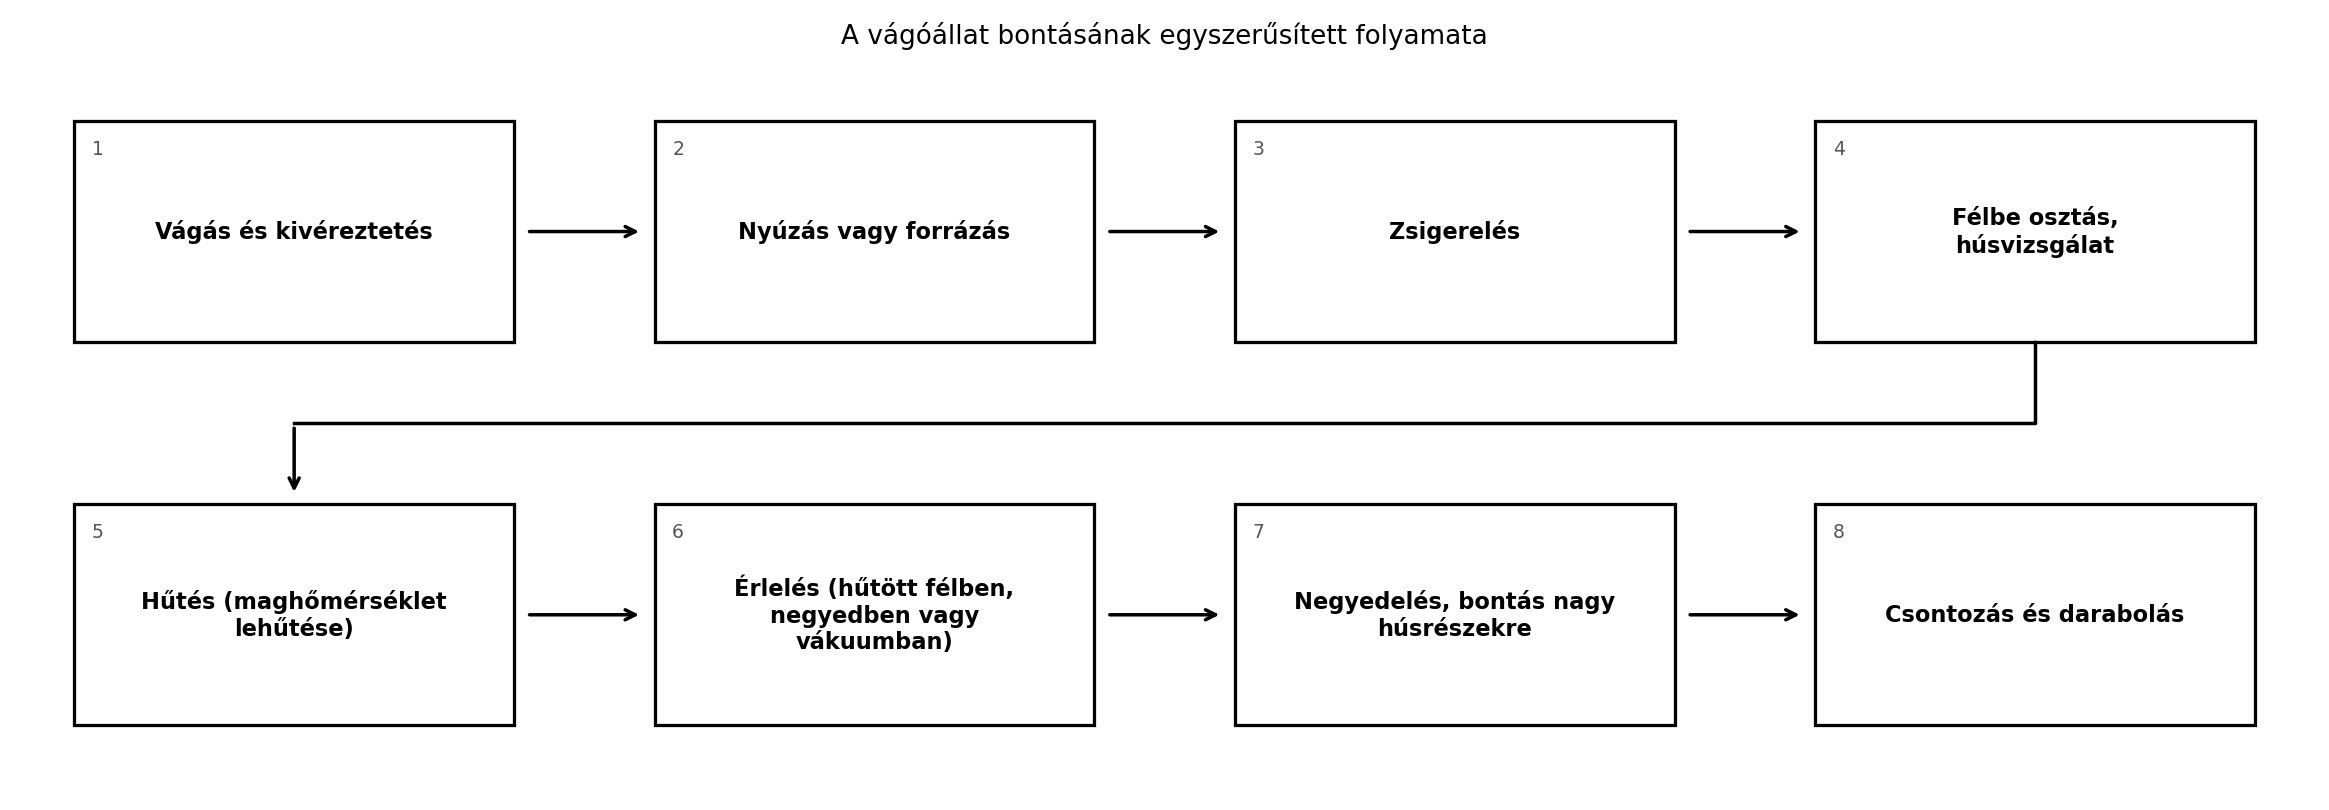 A vágóállat bontásának egyszerűsített folyamata
1
Vágás és kivéreztetés
2
Nyúzás vagy forrázás
3
Zsigerelés
4
Félbe osztás,
húsvizsgálat
5
Hűtés (maghőmérséklet
lehűtése)
6
Érlelés (hűtött félben,
negyedben vagy
vákuumban)
7
Negyedelés, bontás nagy
húsrészekre
8
Csontozás és darabolás